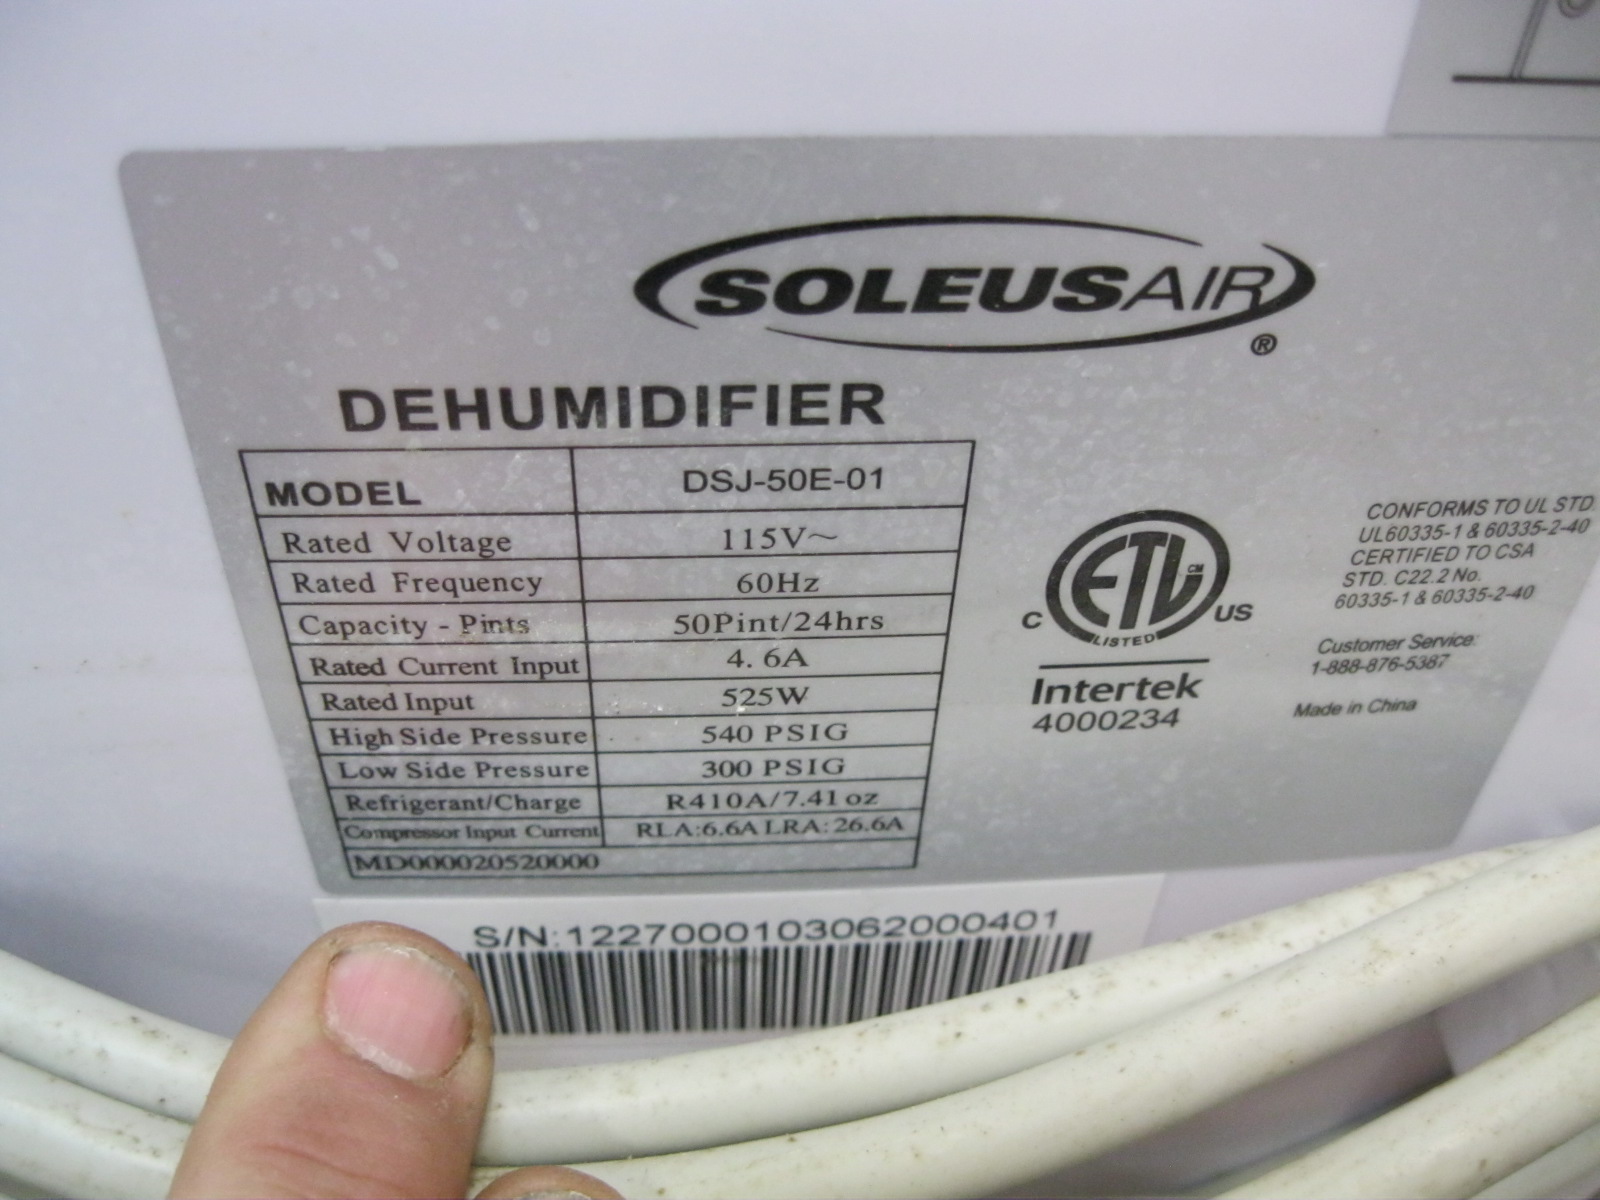 SOLEUSAIR
®
DEHUMIDIFIER
MODEL DSJ-50E-01
Rated Voltage 115V~
Rated Frequency 60Hz
Capacity - Pints 50Pint/24hrs
Rated Current Input 4.6A
Rated Input 525W
High Side Pressure 540 PSIG
Low Side Pressure 300 PSIG
Refrigerant/Charge R410A/7.41 oz
Compressor Input Current RLA:6.6A LRA:26.6A
MD000020520000
C ETL CM US
LISTED
Intertek
4000234
CONFORMS TO UL STD.
UL60335-1 & 60335-2-40
CERTIFIED TO CSA
STD. C22.2 No.
60335-1 & 60335-2-40
Customer Service:
1-888-876-5387
Made in China
S/N:1227000103062000401